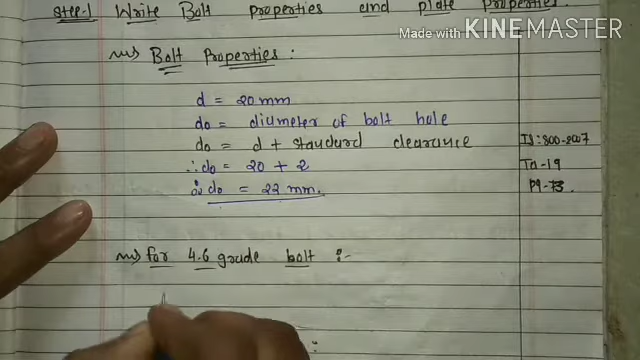 step-1 Write Bolt properties and plate properties.
Made with KINEMASTER
Bolt Properties :
d = 20 mm
do = diameter of bolt hole
do = d + standard clearance
IS:800-2007
∴ do = 20 + 2
Ta-19
∴ do = 22 mm.
Pg-73.
for 4.6 grade bolt :-